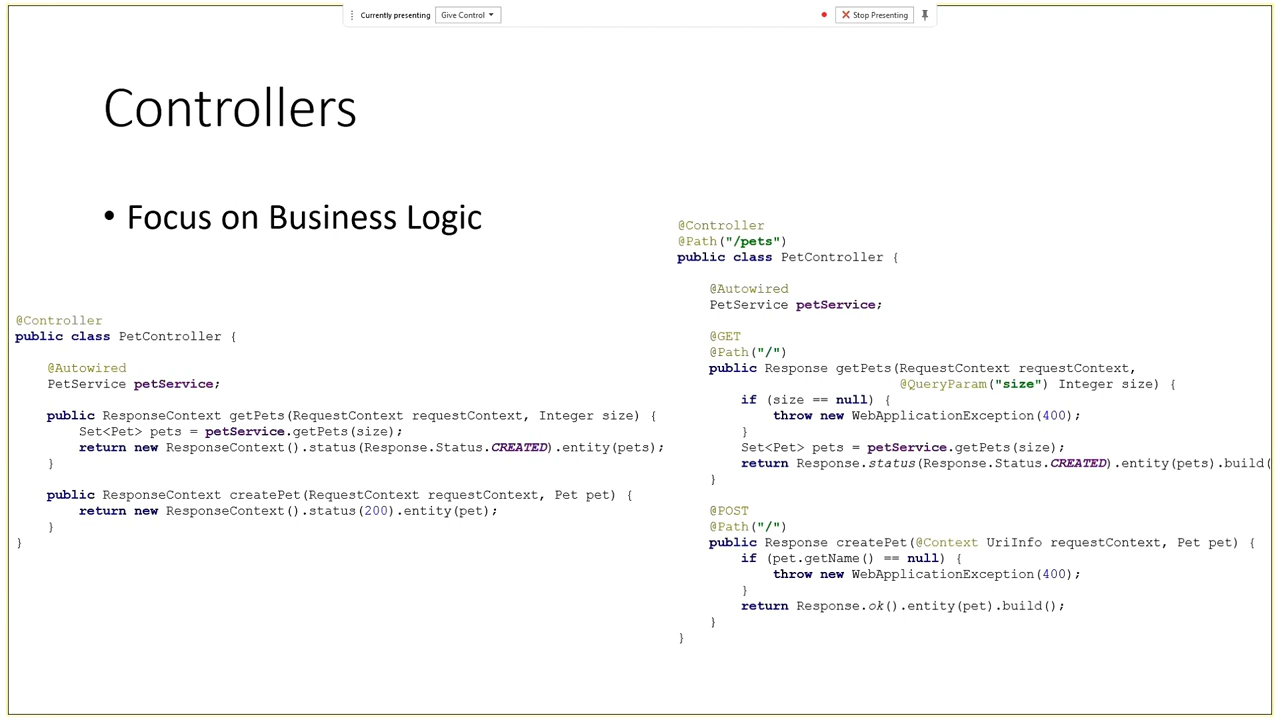 Currently presenting Give Control Stop Presenting
Controllers
• Focus on Business Logic
@Controller
public class PetController {
@Autowired
PetService petService;
public ResponseContext getPets(RequestContext requestContext, Integer size) {
Set<Pet> pets = petService.getPets(size);
return new ResponseContext().status(Response.Status.CREATED).entity(pets);
}
public ResponseContext createPet(RequestContext requestContext, Pet pet) {
return new ResponseContext().status(200).entity(pet);
}
}
@Controller
@Path("/pets")
public class PetController {
@Autowired
PetService petService;
@GET
@Path("/")
public Response getPets(RequestContext requestContext,
@QueryParam("size") Integer size) {
if (size == null) {
throw new WebApplicationException(400);
}
Set<Pet> pets = petService.getPets(size);
return Response.status(Response.Status.CREATED).entity(pets).build(
}
@POST
@Path("/")
public Response createPet(@Context UriInfo requestContext, Pet pet) {
if (pet.getName() == null) {
throw new WebApplicationException(400);
}
return Response.ok().entity(pet).build();
}
}